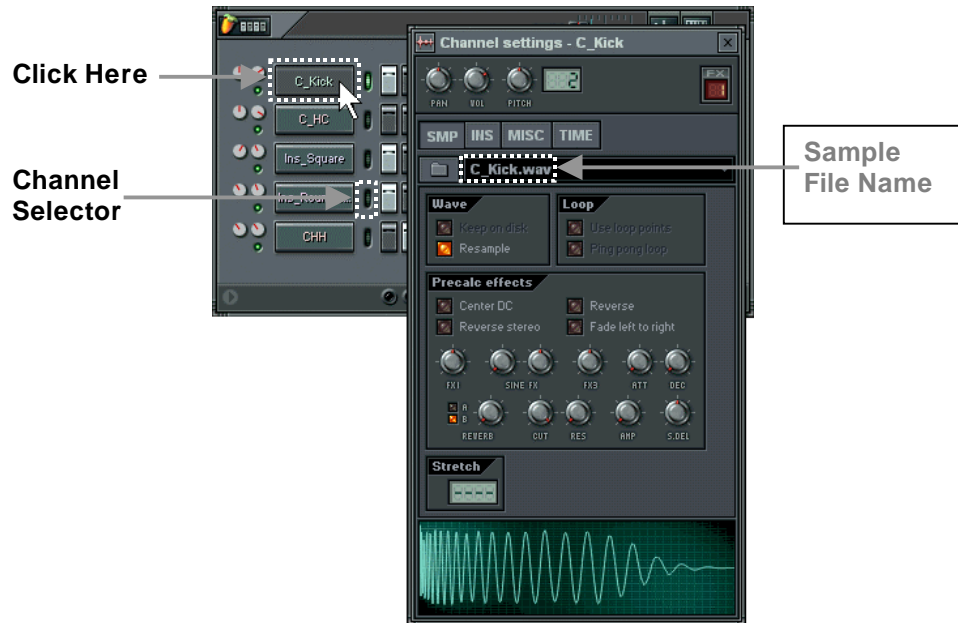 Click Here
Channel
Selector
C_Kick
C_HC
Ins_Square
CHH
Channel settings - C_Kick
PAN VOL PITCH
2
FX
1
SMP INS MISC TIME
C_Kick.wav
Sample
File Name
Wave
Keep on disk
Resample
Loop
Use loop points
Ping pong loop
Precalc effects
Center DC
Reverse
Reverse stereo
Fade left to right
FX1 SINE FX FX3 ATT DEC
A
B
REVERB CUT RES AMP S.DEL
Stretch
----